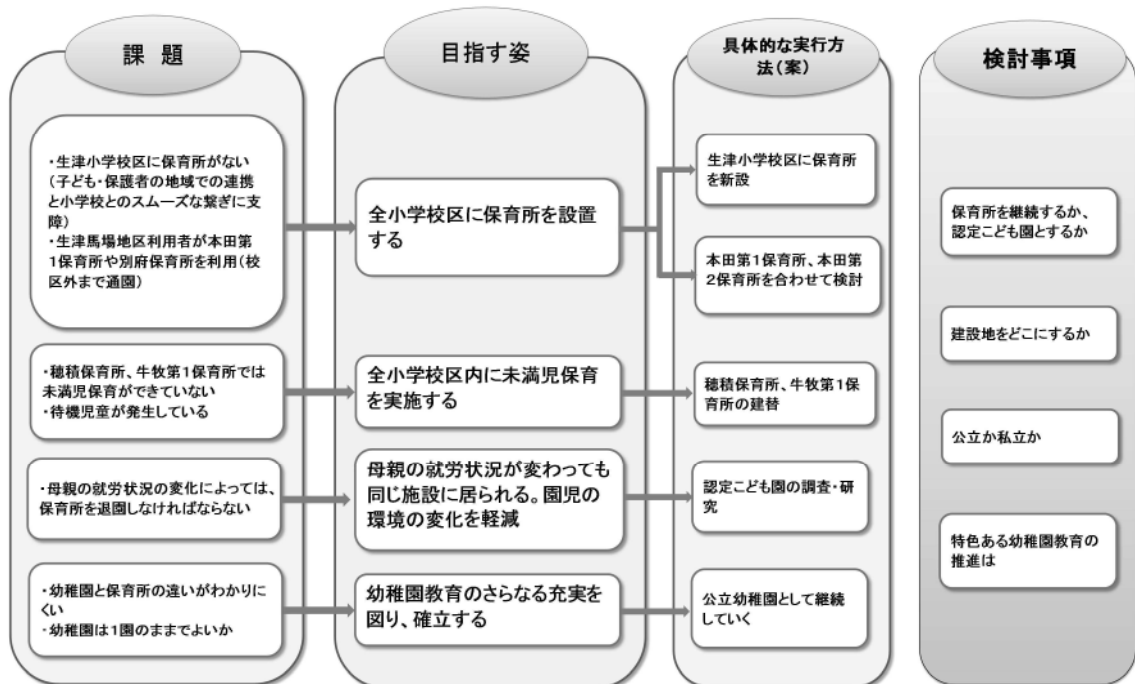 課 題
・生津小学校区に保育所がない
(子ども・保護者の地域での連携
と小学校とのスムーズな繋ぎに支
障)
・生津馬場地区利用者が本田第
1保育所や別府保育所を利用(校
区外まで通園)
・穂積保育所、牛牧第1保育所では
未満児保育ができていない
・待機児童が発生している
・母親の就労状況の変化によっては、
保育所を退園しなければならない
・幼稚園と保育所の違いがわかりに
くい
・幼稚園は1園のままでよいか
目指す姿
全小学校区に保育所を設置
する
全小学校区内に未満児保育
を実施する
母親の就労状況が変わっても
同じ施設に居られる。園児の
環境の変化を軽減
幼稚園教育のさらなる充実を
図り、確立する
具体的な実行方
法(案)
生津小学校区に保育所
を新設
本田第1保育所、本田第
2保育所を合わせて検討
穂積保育所、牛牧第1保
育所の建替
認定こども園の調査・研
究
公立幼稚園として継続
していく
検討事項
保育所を継続するか、
認定こども園とするか
建設地をどこにするか
公立か私立か
特色ある幼稚園教育の
推進は